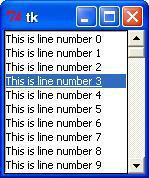 tk
This is line number 0
This is line number 1
This is line number 2
This is line number 3
This is line number 4
This is line number 5
This is line number 6
This is line number 7
This is line number 8
This is line number 9